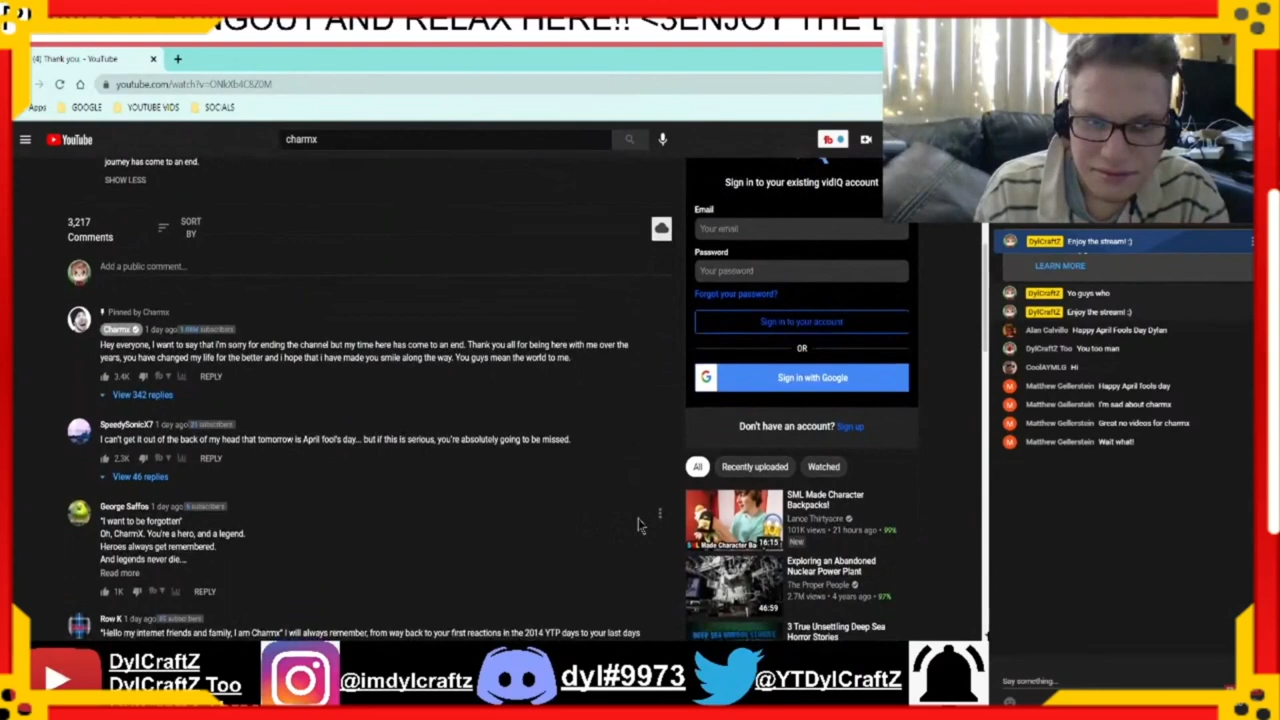 HANGOUT AND RELAX HERE!! <3ENJOY THE
(4) Thank you. - YouTube
Apps GOOGLE YOUTUBE VIDS SOCIALS
YouTube
charmx
journey has come to an end.
SHOW LESS
3,217
Comments
SORT
BY
Add a public comment...
Pinned by Charmx
Charmx 1 day ago subscribers
Hey everyone, I want to say that i'm sorry for ending the channel but my time here has come to an end. Thank you all for being here with me over the
years, you have changed my life for the better and i hope that i have made you smile along the way. You guys mean the world to me.
3.4K REPLY
View 342 replies
SpeedySonicX7 1 day ago 21 subscribers
I can't get it out of the back of my head that tomorrow is April fool's day... but if this is serious, you're absolutely going to be missed.
2.3K REPLY
View 46 replies
George Saffos 1 day ago subscribers
"I want to be forgotten"
Oh, CharmX. You're a hero, and a legend.
Heroes always get remembered.
And legends never die...
Read more
1K REPLY
Row K 1 day ago subscribers
"Hello my internet friends and family, I am Charmx" I will always remember, from way back to your first reactions in the 2014 YTP days to your last days
Sign in to your existing vidIQ account
Email
Your email
Password
Your password
Forgot your password?
Sign in to your account
OR
Sign in with Google
Don't have an account? Sign up
All Recently uploaded Watched
SML Made Character
Backpacks!
Lance Thirtyacre
101K views • 21 hours ago • 99%
New
16:15
Exploring an Abandoned
Nuclear Power Plant
The Proper People
2.7M views • 4 years ago • 97%
46:59
3 True Unsettling Deep Sea
Horror Stories
DylCraftZ Enjoy the stream! :)
LEARN MORE
DylCraftZ Yo guys who
DylCraftZ Enjoy the stream! :)
Alan Calvillo Happy April Fools Day Dylan
DylCraftZ Too You too man
CoolAYMLG Hi
Matthew Gellerstein Happy April fools day
Matthew Gellerstein I'm sad about charmx
Matthew Gellerstein Great no videos for charmx
Matthew Gellerstein Wait what!
Say something...
DylCraftZ
DylCraftZ Too
@imdylcraftz
dyl#9973
@YTDylCraftZ